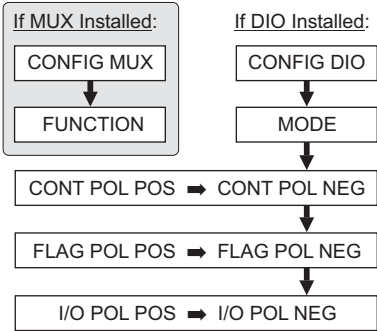 If MUX Installed:
If DIO Installed:
CONFIG MUX
CONFIG DIO
FUNCTION
MODE
CONT POL POS ➡ CONT POL NEG
FLAG POL POS ➡ FLAG POL NEG
I/O POL POS ➡ I/O POL NEG